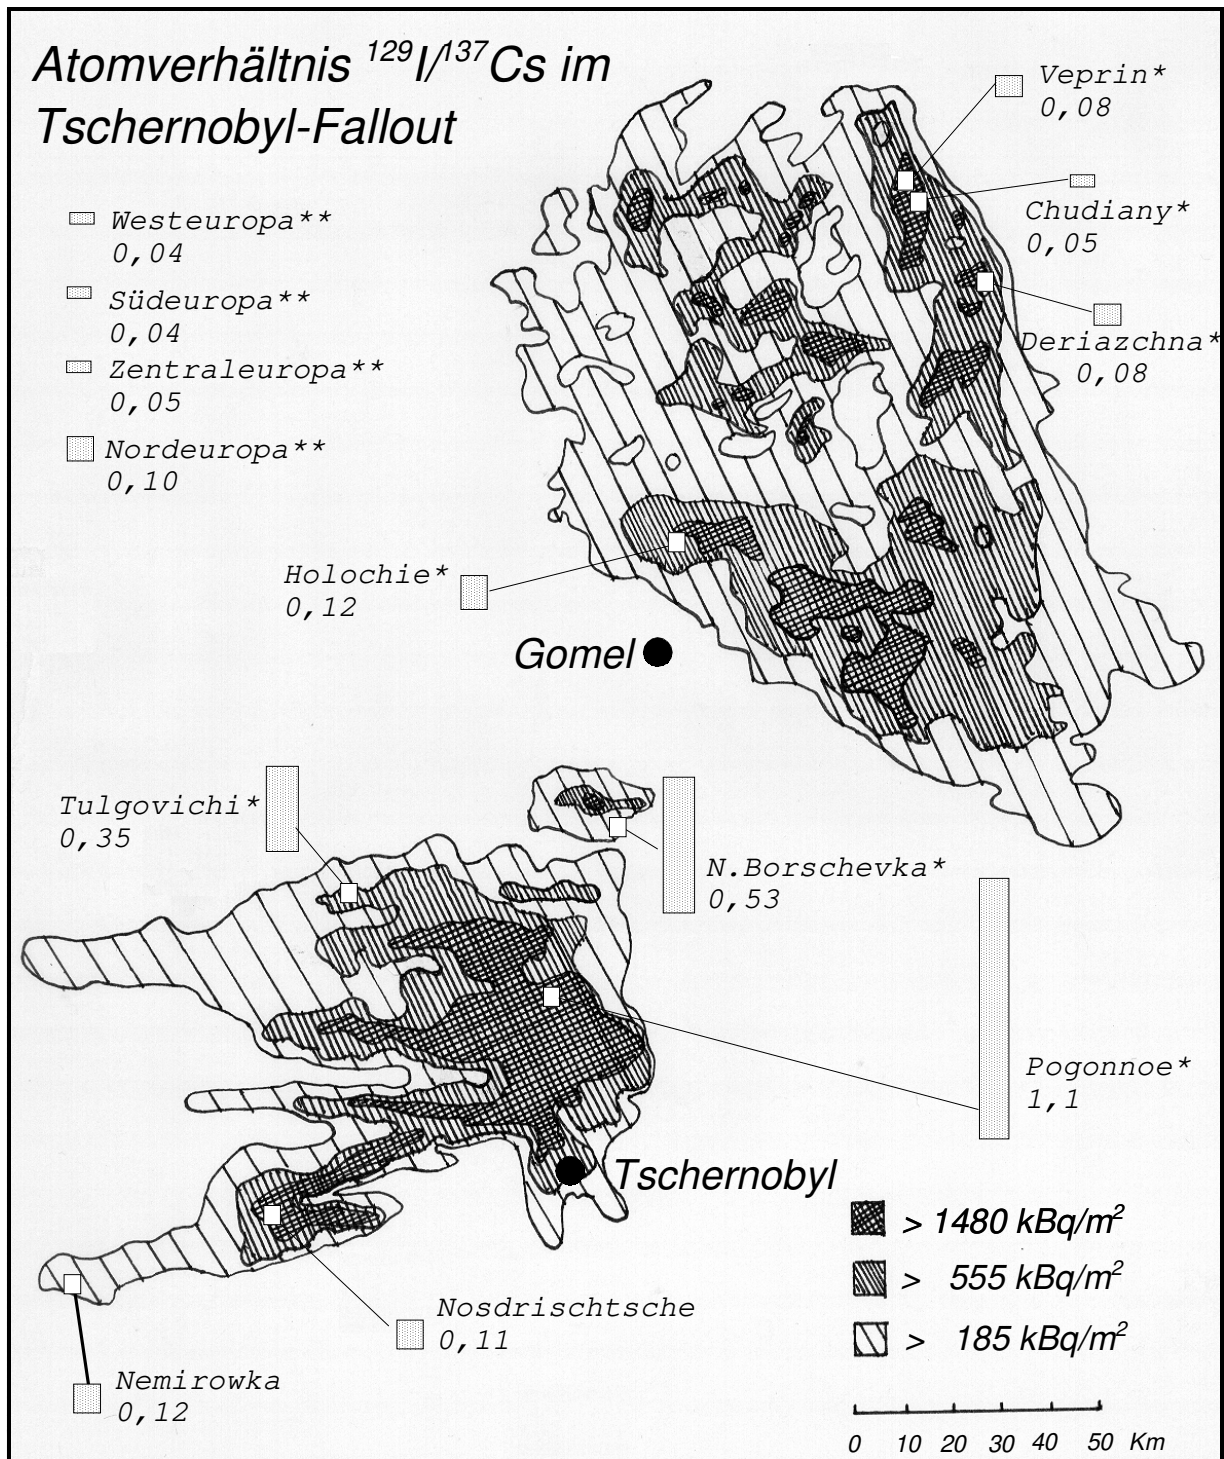 Atomverhältnis ¹²⁹I/¹³⁷Cs im
Tschernobyl-Fallout
Veprin*
0,08
Chudiany*
0,05
Westeuropa**
0,04
Südeuropa**
0,04
Deriazchna*
0,08
Zentraleuropa**
0,05
Nordeuropa**
0,10
Holochie*
0,12
Gomel
Tulgovichi*
0,35
N.Borschevka*
0,53
Pogonnoe*
1,1
Tschernobyl
> 1480 kBq/m²
> 555 kBq/m²
> 185 kBq/m²
Nosdrischtsche
0,11
Nemirowka
0,12
0 10 20 30 40 50 Km